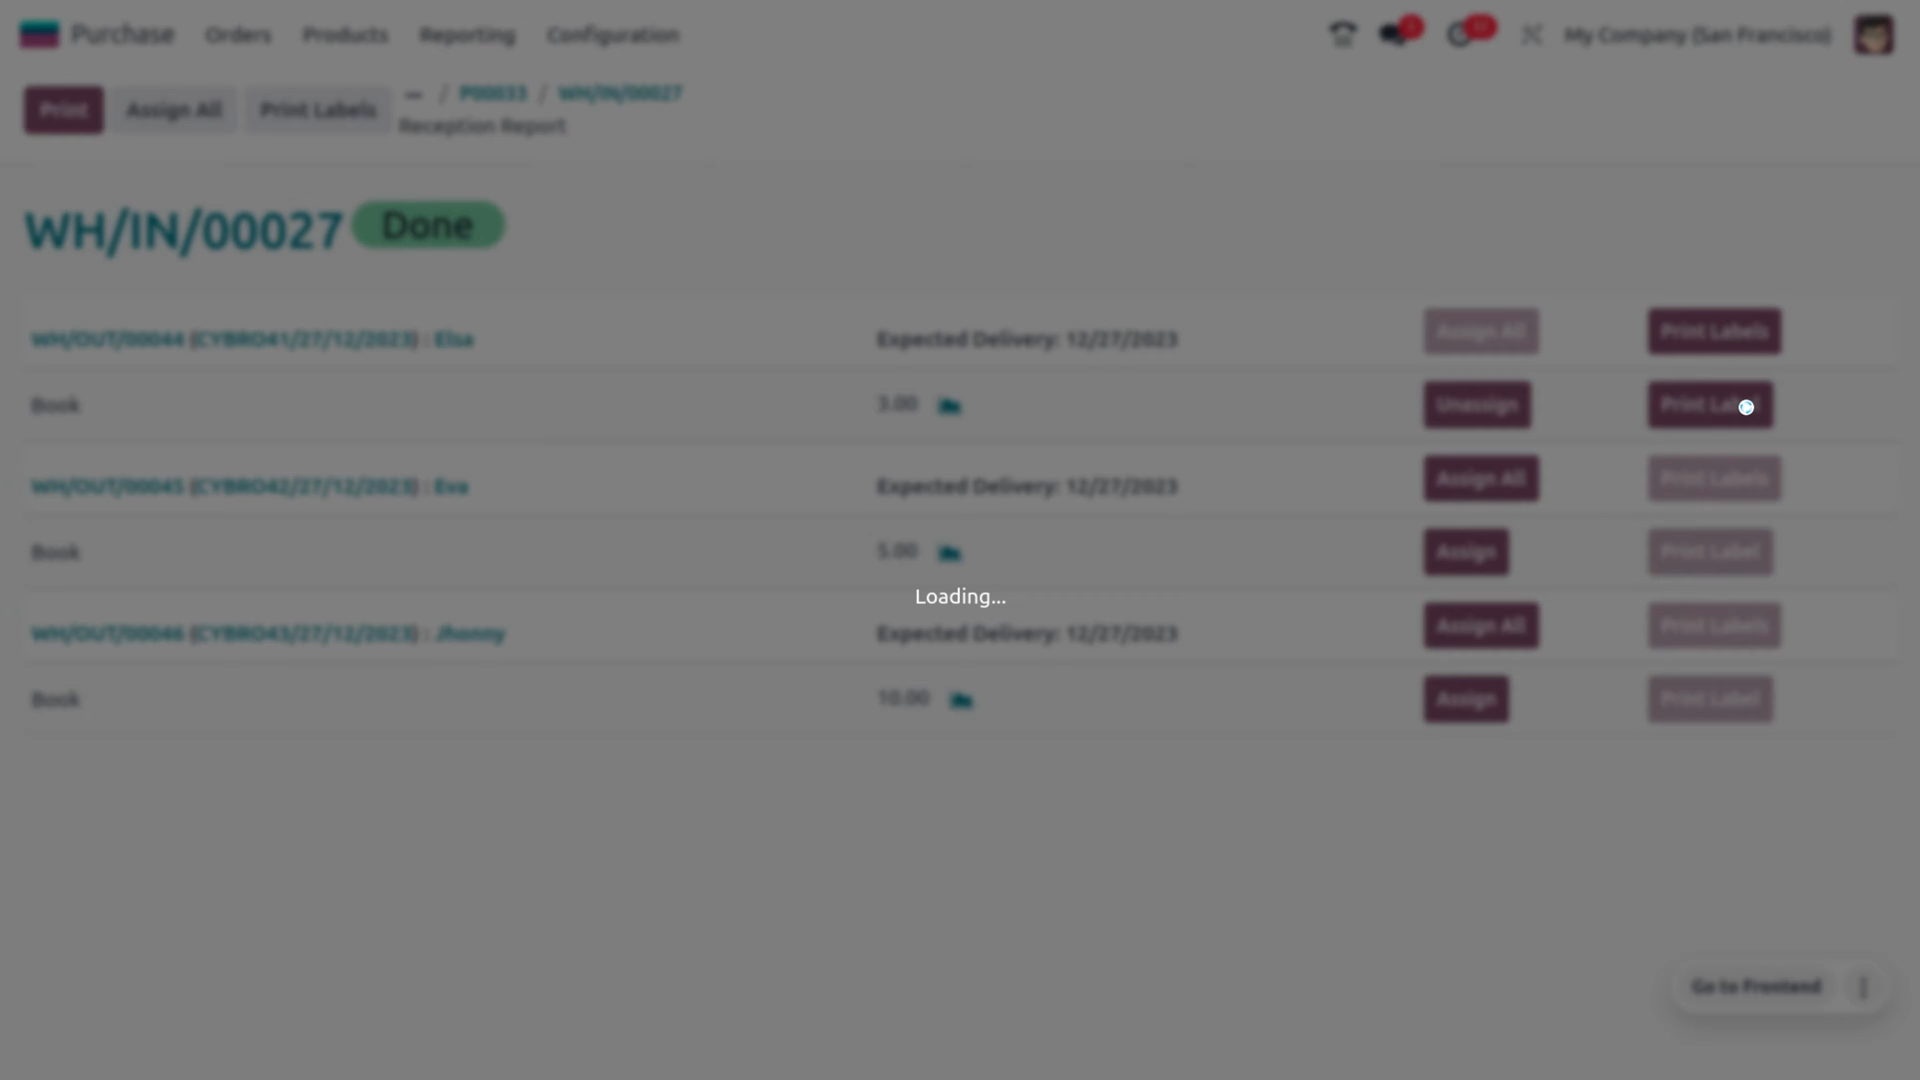 Purchase Orders Products Reporting Configuration My Company (San Francisco)
Print Assign All Print Labels ... / P00033 / WH/IN/00027
Reception Report
WH/IN/00027 Done
WH/OUT/00044 (CYBRO41/27/12/2023) : Elsa Expected Delivery: 12/27/2023 Assign All Print Labels
Book 3.00 Unassign Print Label
WH/OUT/00045 (CYBRO42/27/12/2023) : Eva Expected Delivery: 12/27/2023 Assign All Print Labels
Book 5.00 Assign Print Label
Loading...
WH/OUT/00046 (CYBRO43/27/12/2023) : Jhonny Expected Delivery: 12/27/2023 Assign All Print Labels
Book 10.00 Assign Print Label
Go to Frontend